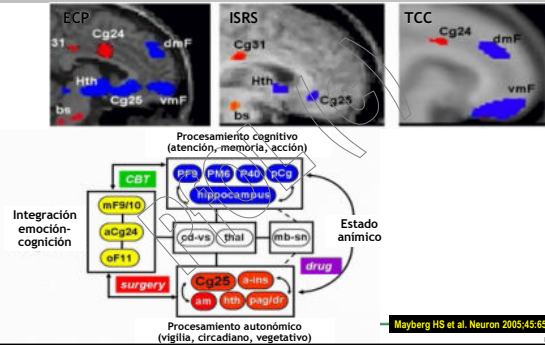 ECP
ISRS
TCC
31
Cg24
dmF
Hth
Cg25
vmF
bs
Cg31
Hth
Cg25
bs
Cg24
dmF
vmF
Procesamiento cognitivo
(atención, memoria, acción)
CBT
PF9 PM6 P40 pCg
hippocampus
mF9/10
aCg24
oF11
Integración
emoción-
cognición
cd-vs thal mb-sn
Estado
anímico
drug
surgery
Cg25 a-ins
am hth pag/dr
Procesamiento autonómico
(vigilia, circadiano, vegetativo)
Mayberg HS et al. Neuron 2005;45:65